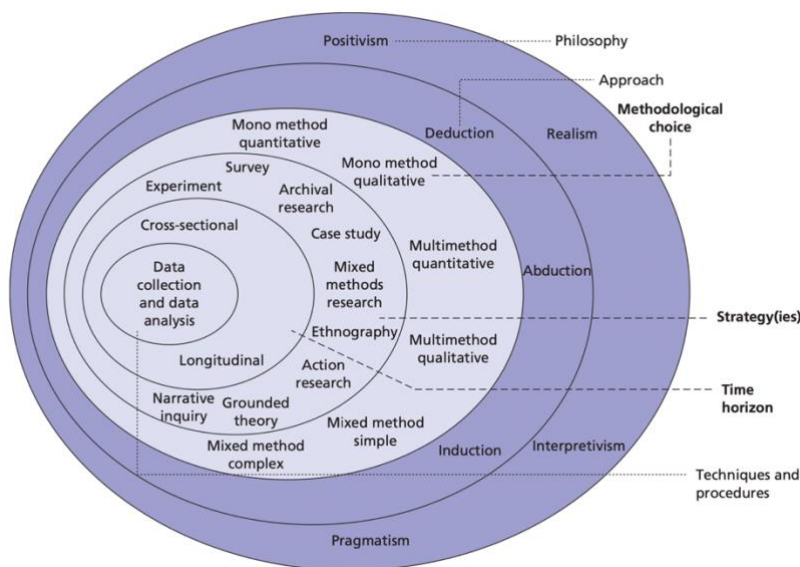 Positivism
Philosophy
Approach
Methodological
choice
Mono method
quantitative
Deduction
Realism
Mono method
qualitative
Survey
Experiment
Archival
research
Cross-sectional
Case study
Multimethod
quantitative
Data
collection
and data
analysis
Mixed
methods
research
Abduction
Strategy(ies)
Ethnography
Multimethod
qualitative
Longitudinal
Action
research
Time
horizon
Narrative
inquiry
Grounded
theory
Mixed method
simple
Mixed method
complex
Induction
Interpretivism
Techniques and
procedures
Pragmatism